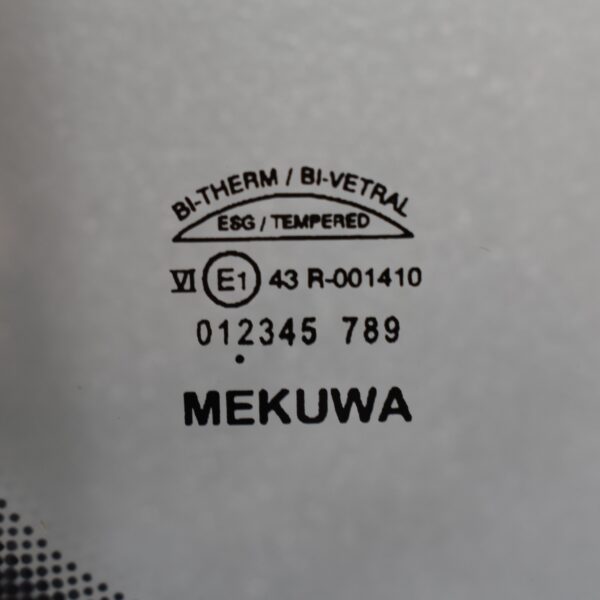 BI-THERM / BI-VETRAL
ESG / TEMPERED
VI E1 43 R-001410
012345 789
MEKUWA